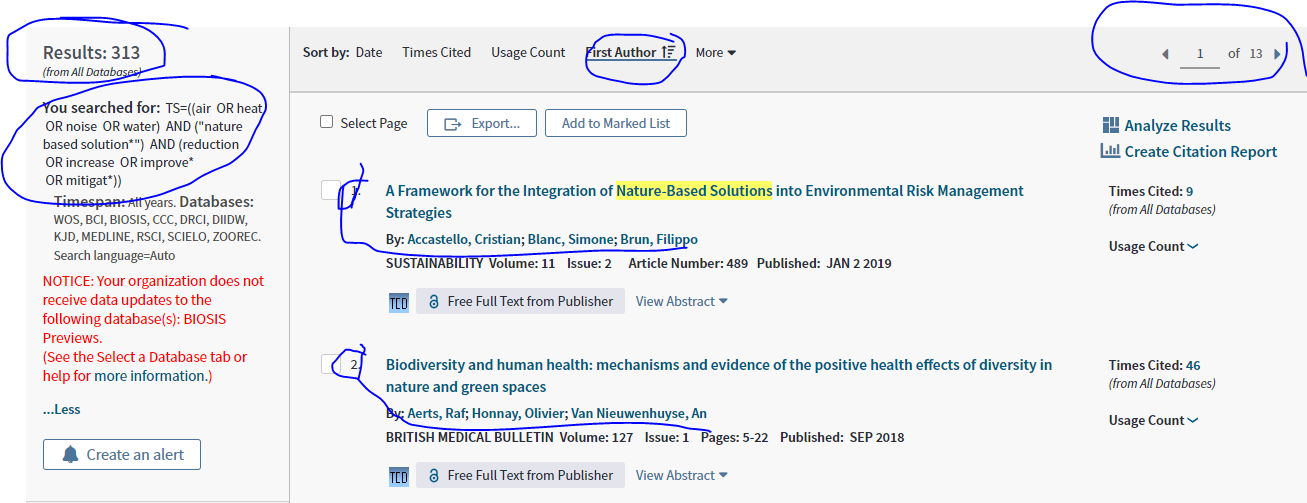 Results: 313
(from All Databases)
You searched for: TS=((air OR heat
OR noise OR water) AND ("nature
based solution*") AND (reduction
OR increase OR improve*
OR mitigat*))
Timespan: All years. Databases:
WOS, BCI, BIOSIS, CCC, DRCI, DIIDW,
KJD, MEDLINE, RSCI, SCIELO, ZOOREC.
Search language=Auto
NOTICE: Your organization does not
receive data updates to the
following database(s): BIOSIS
Previews.
(See the Select a Database tab or
help for more information.)
...Less
Create an alert
Sort by: Date Times Cited Usage Count First Author More
1 of 13
Select Page Export... Add to Marked List
Analyze Results
Create Citation Report
1. A Framework for the Integration of Nature-Based Solutions into Environmental Risk Management
Strategies
By: Accastello, Cristian; Blanc, Simone; Brun, Filippo
SUSTAINABILITY Volume: 11 Issue: 2 Article Number: 489 Published: JAN 2 2019
Free Full Text from Publisher View Abstract
Times Cited: 9
(from All Databases)
Usage Count
2. Biodiversity and human health: mechanisms and evidence of the positive health effects of diversity in
nature and green spaces
By: Aerts, Raf; Honnay, Olivier; Van Nieuwenhuyse, An
BRITISH MEDICAL BULLETIN Volume: 127 Issue: 1 Pages: 5-22 Published: SEP 2018
Free Full Text from Publisher View Abstract
Times Cited: 46
(from All Databases)
Usage Count